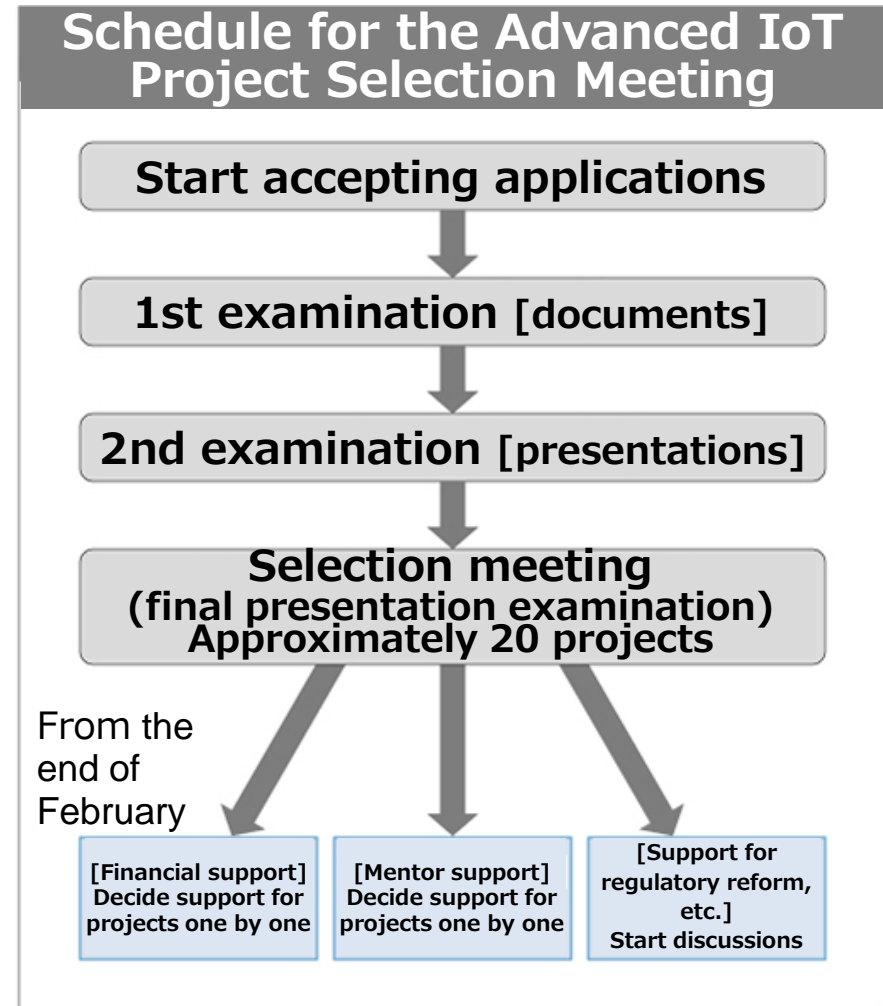 Schedule for the Advanced IoT
Project Selection Meeting
Start accepting applications
1st examination [documents]
2nd examination [presentations]
Selection meeting
(final presentation examination)
Approximately 20 projects
From the
end of
February
[Financial support]
Decide support for
projects one by one
[Mentor support]
Decide support for
projects one by one
[Support for
regulatory reform,
etc.]
Start discussions